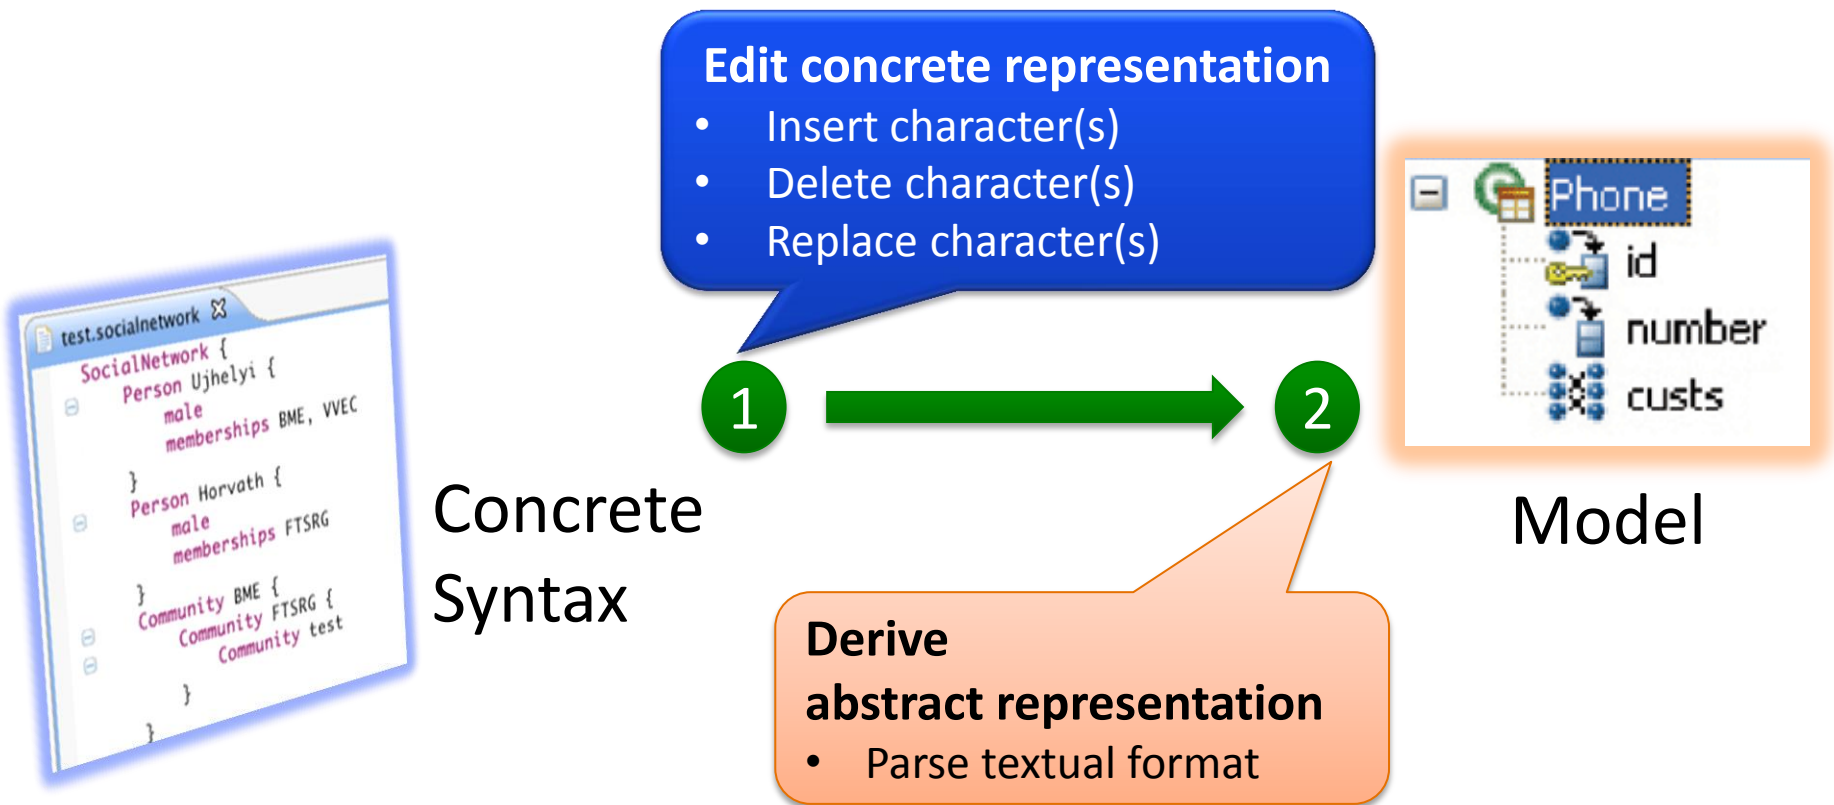 Edit concrete representation
• Insert character(s)
• Delete character(s)
• Replace character(s)
test.socialnetwork
SocialNetwork {
Person Ujhelyi {
male
memberships BME, VVEC
}
Person Horvath {
male
memberships FTSRG
}
Community BME {
Community FTSRG {
Community test
}
}
Concrete
Syntax
1
2
Phone
id
number
custs
Model
Derive
abstract representation
• Parse textual format